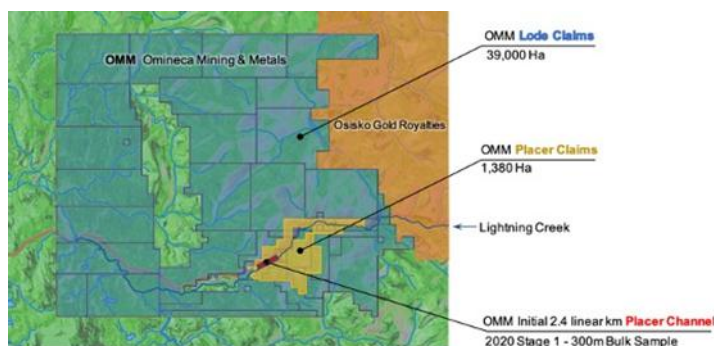 OMM Omineca Mining & Metals
OMM Lode Claims
39,000 Ha
Osisko Gold Royalties
OMM Placer Claims
1,380 Ha
Lightning Creek
OMM Initial 2.4 linear km Placer Channel
2020 Stage 1 - 300m Bulk Sample